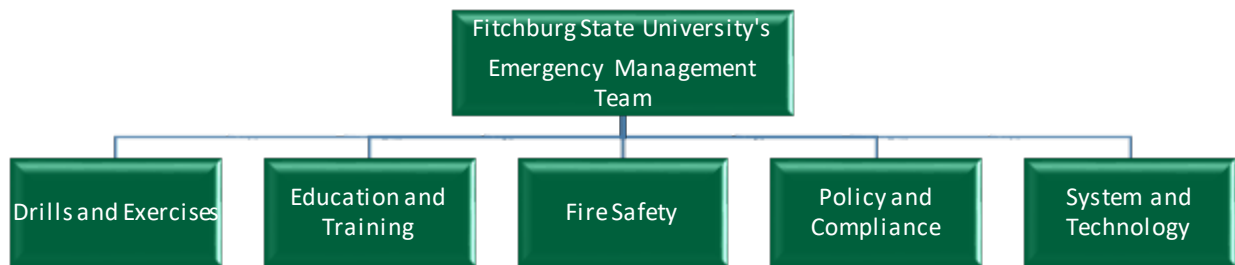 Fitchburg State University's
Emergency Management
Team
Drills and Exercises
Education and
Training
Fire Safety
Policy and
Compliance
System and
Technology